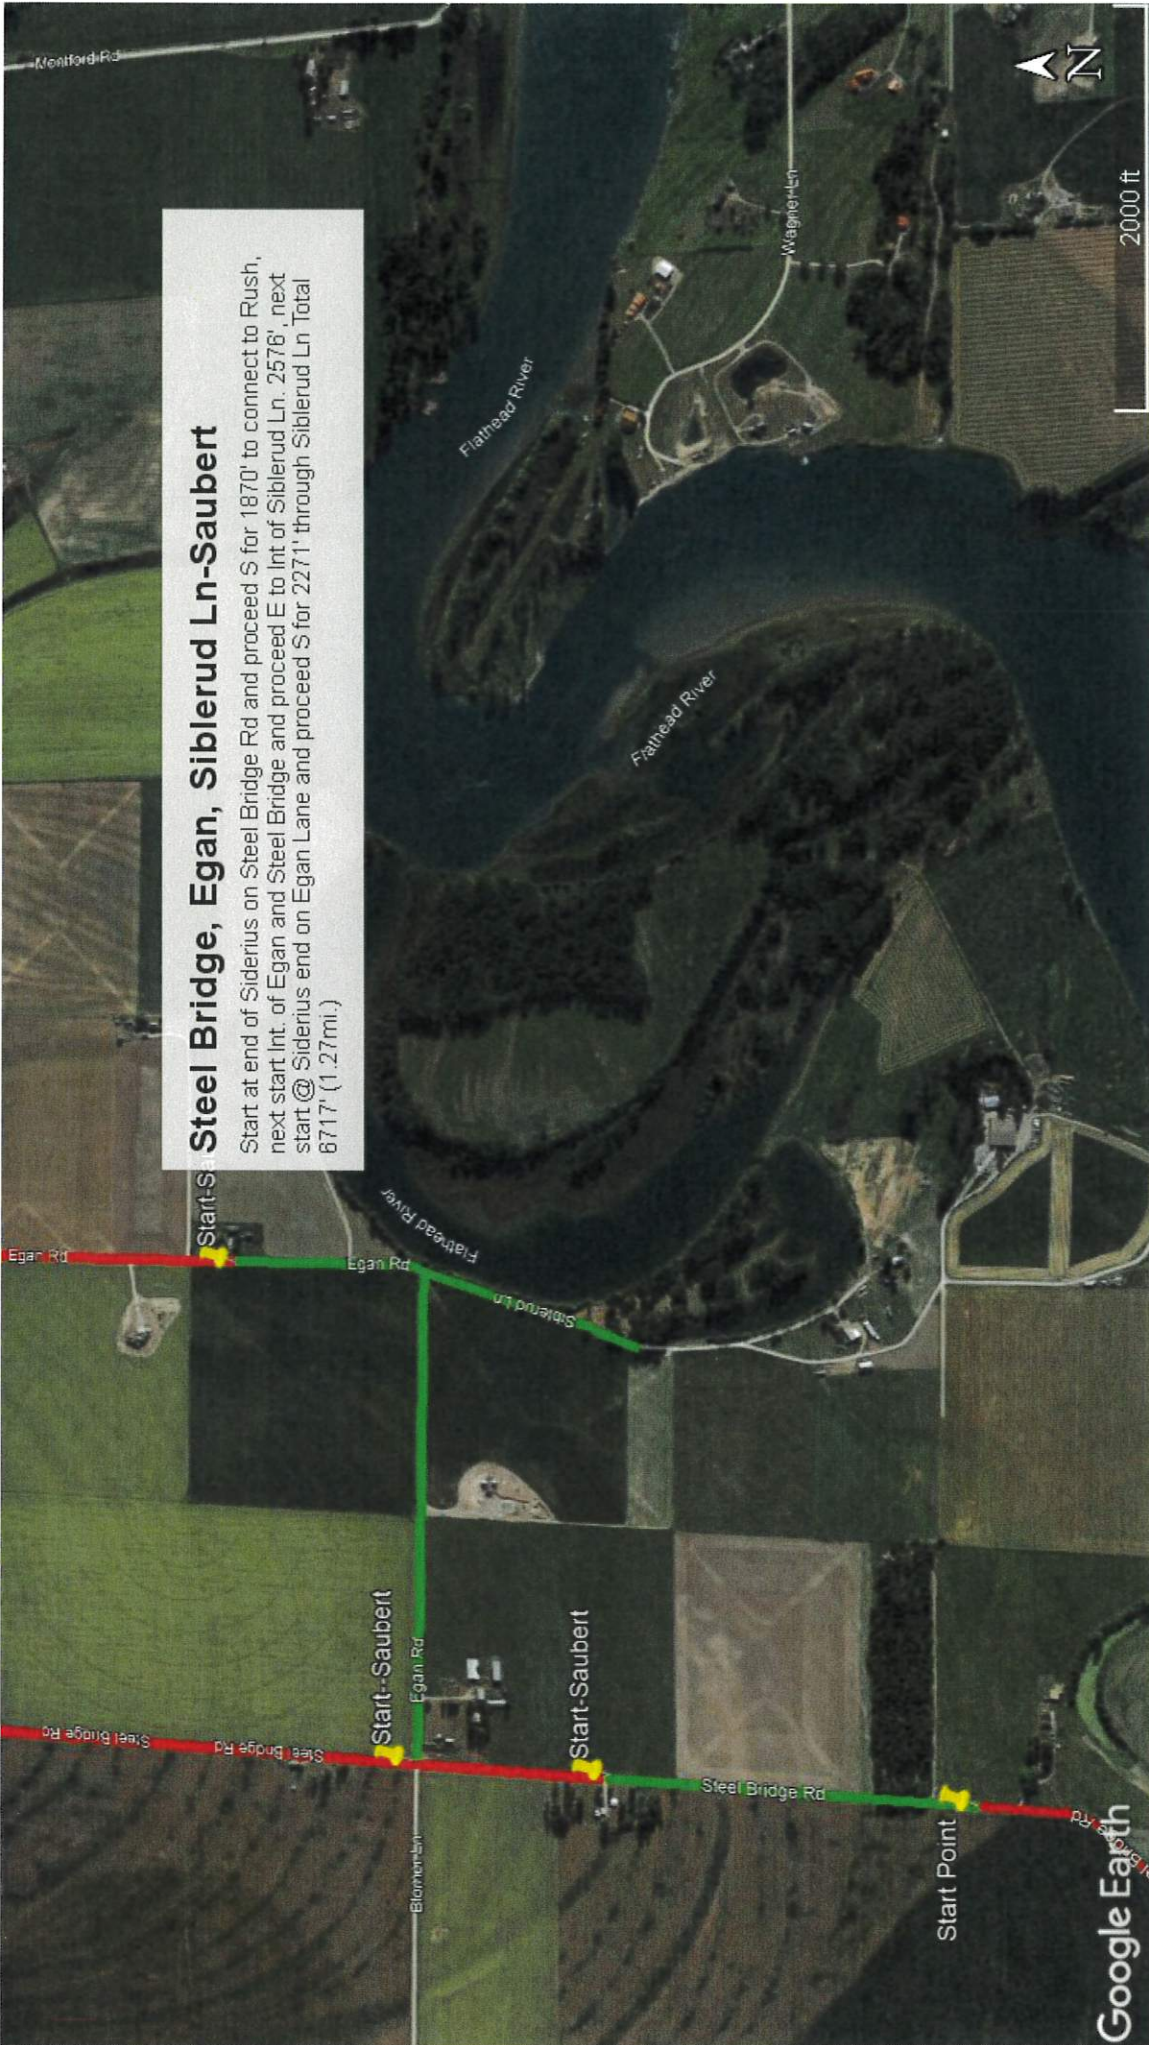 Steel Bridge, Egan, Siblerud Ln-Saubert
Start at end of Siderius on Steel Bridge Rd and proceed S for 1870' to connect to Rush,
next start Int. of Egan and Steel Bridge and proceed E to Int of Siblerud Ln. 2576', next
start @ Siderius end on Egan Lane and proceed S for 2271' through Siblerud Ln Total
6717' (1.27mi.)
Montford Rd
Egan Rd
Start-Sa
Egan Rd
Flathead River
Flathead River
Flathead River
Siblerud Ln
Wagner Ln
Steel Bridge Rd
Steel Bridge Rd
Steel Bridge Rd
Start--Saubert
Egan Rd
Start-Saubert
Blomer Ln
Steel Bridge Rd
Start Point
Google Earth
N
2000 ft